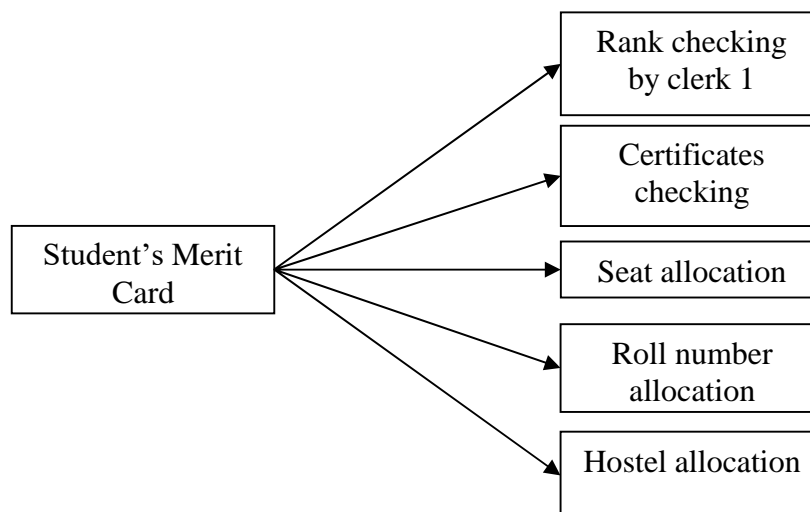 Rank checking
by clerk 1
Certificates
checking
Student’s Merit
Card
Seat allocation
Roll number
allocation
Hostel allocation